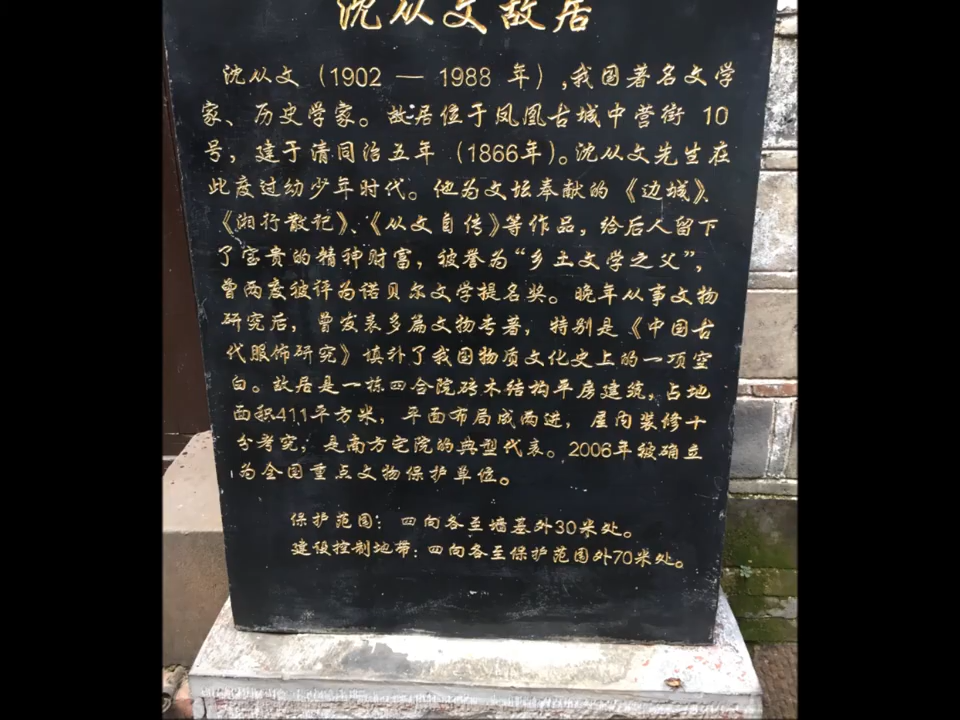 沈从文故居
沈从文（1902 — 1988 年），我国著名文学
家、历史学家。故居位于凤凰古城中营街 10
号，建于清同治五年（1866年）。沈从文先生在
此度过幼少年时代。他为文坛奉献的《边城》、
《湘行散记》、《从文自传》等作品，给后人留下
了宝贵的精神财富，被誉为“乡土文学之父”，
曾两度被评为诺贝尔文学提名奖。晚年从事文物
研究后，曾发表多篇文物专著，特别是《中国古
代服饰研究》填补了我国物质文化史上的一项空
白。故居是一栋四合院砖木结构平房建筑，占地
面积411平方米，平面布局成两进，屋内装修十
分考究，是南方宅院的典型代表。2006年被确立
为全国重点文物保护单位。
保护范围：四向各至墙基外30米处。
建设控制地带：四向各至保护范围外70米处。